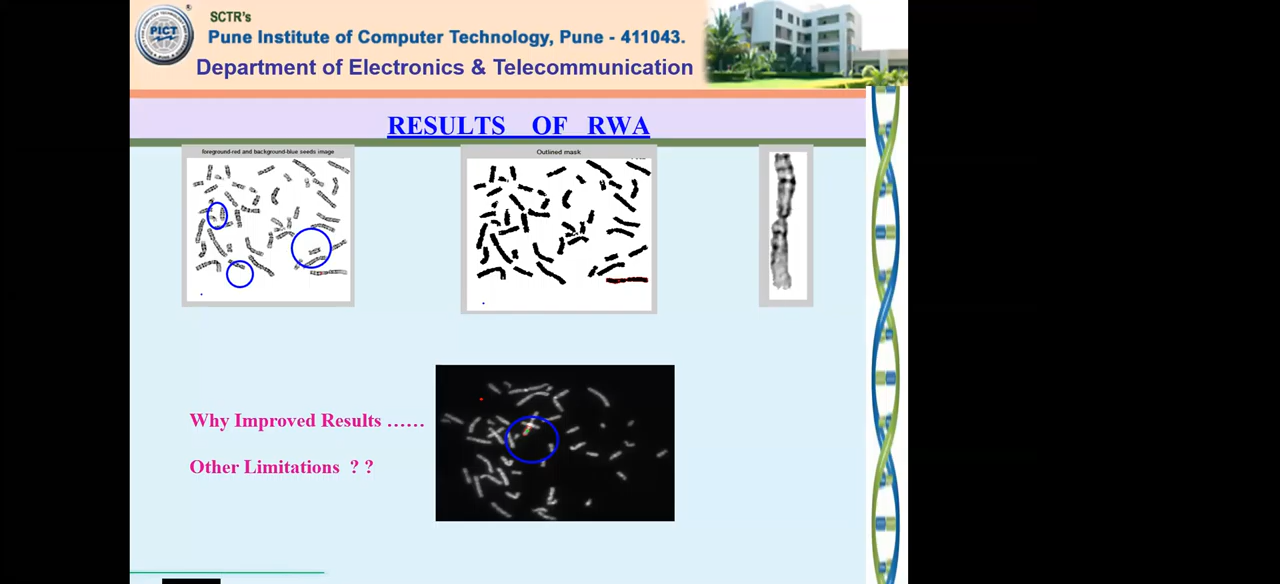 SCTR's
PICT
Pune Institute of Computer Technology, Pune - 411043.
Department of Electronics & Telecommunication
RESULTS OF RWA
foreground-red and background-blue seeds image
Outlined mask
Why Improved Results ……
Other Limitations ? ?